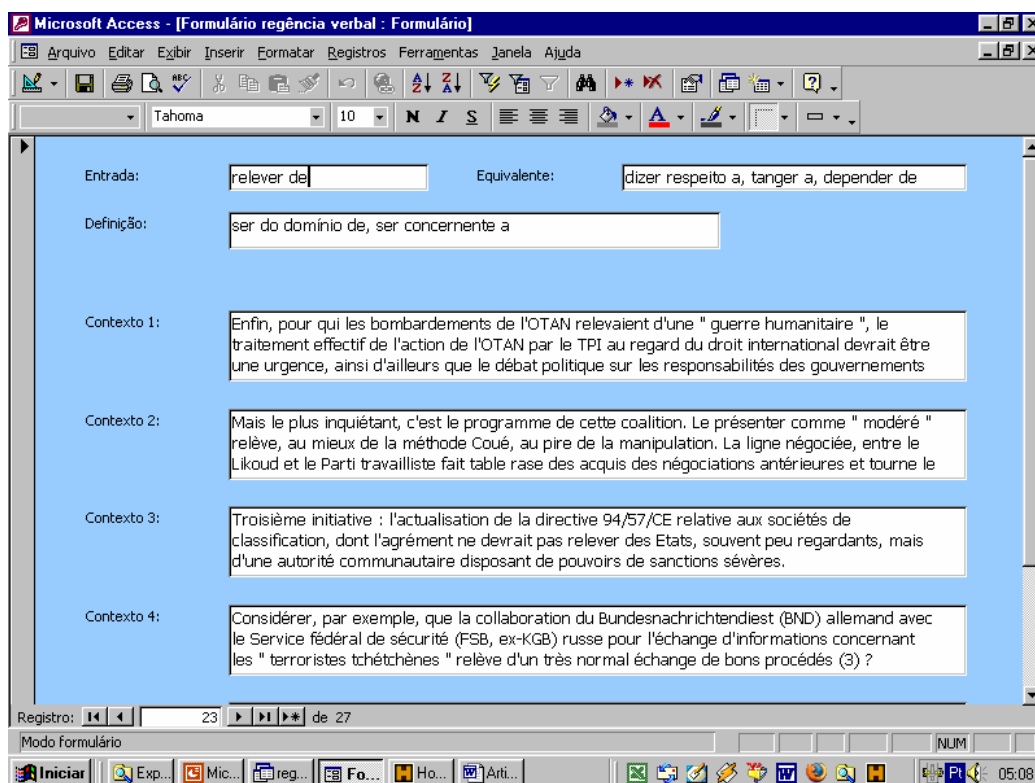 Microsoft Access - [Formulário regência verbal : Formulário]
Arquivo Editar Exibir Inserir Formatar Registros Ferramentas Janela Ajuda
Tahoma 10 N I S
Entrada: relever de Equivalente: dizer respeito a, tanger a, depender de
Definição: ser do domínio de, ser concernente a
Contexto 1: Enfin, pour qui les bombardements de l'OTAN relevaient d'une " guerre humanitaire ", le
traitement effectif de l'action de l'OTAN par le TPI au regard du droit international devrait être
une urgence, ainsi d'ailleurs que le débat politique sur les responsabilités des gouvernements
Contexto 2: Mais le plus inquiétant, c'est le programme de cette coalition. Le présenter comme " modéré "
relève, au mieux de la méthode Coué, au pire de la manipulation. La ligne négociée, entre le
Likoud et le Parti travailliste fait table rase des acquis des négociations antérieures et tourne le
Contexto 3: Troisième initiative : l'actualisation de la directive 94/57/CE relative aux sociétés de
classification, dont l'agrément ne devrait pas relever des Etats, souvent peu regardants, mais
d'une autorité communautaire disposant de pouvoirs de sanctions sévères.
Contexto 4: Considérer, par exemple, que la collaboration du Bundesnachrichtendiest (BND) allemand avec
le Service fédéral de sécurité (FSB, ex-KGB) russe pour l'échange d'informations concernant
les " terroristes tchétchènes " relève d'un très normal échange de bons procédés (3) ?
Registro: 23 de 27
Modo formulário NUM
Iniciar Exp... Mic... reg... Fo... Ho... Arti... Pt 05:08